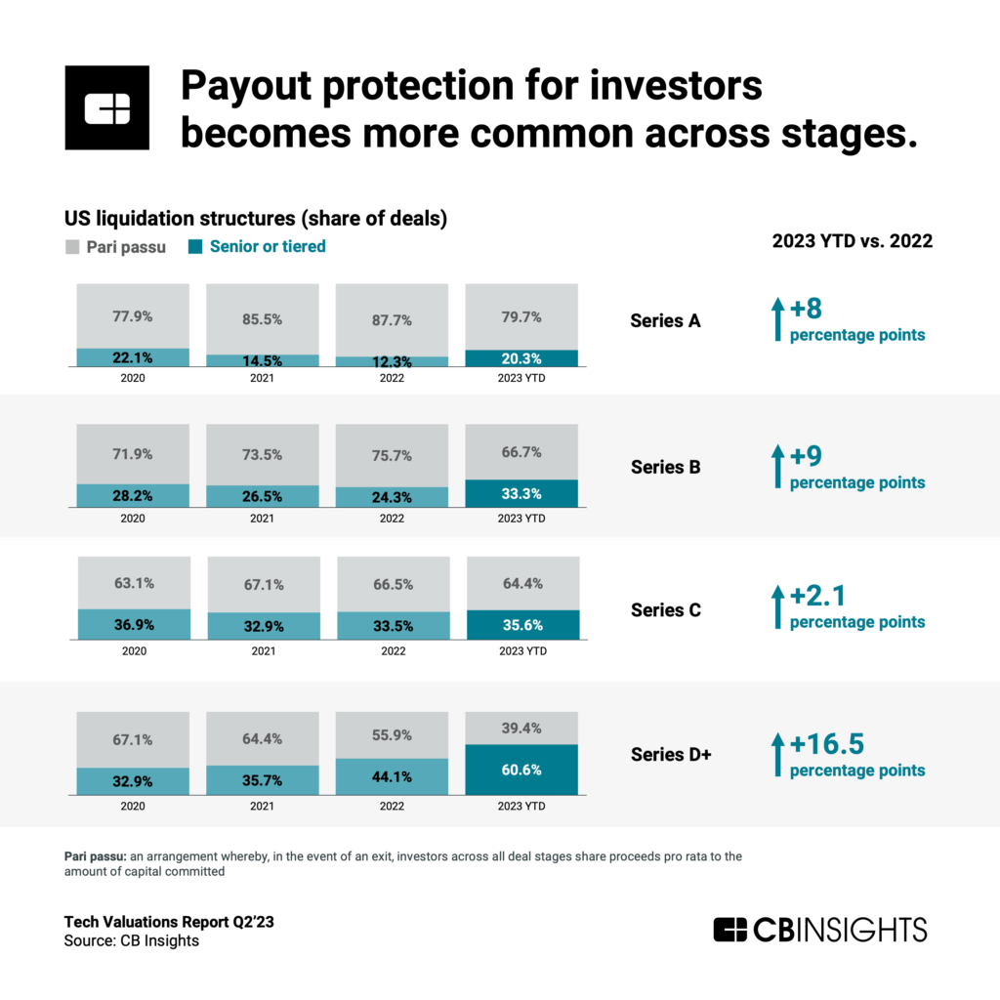 Payout protection for investors
becomes more common across stages.
US liquidation structures (share of deals)
Pari passu
Senior or tiered
2023 YTD vs. 2022
77.9%
85.5%
87.7%
79.7%
22.1%
14.5%
12.3%
20.3%
2020
2021
2022
2023 YTD
Series A
+8
percentage points
71.9%
73.5%
75.7%
66.7%
28.2%
26.5%
24.3%
33.3%
2020
2021
2022
2023 YTD
Series B
+9
percentage points
63.1%
67.1%
66.5%
64.4%
36.9%
32.9%
33.5%
35.6%
2020
2021
2022
2023 YTD
Series C
+2.1
percentage points
67.1%
64.4%
55.9%
39.4%
32.9%
35.7%
44.1%
60.6%
2020
2021
2022
2023 YTD
Series D+
+16.5
percentage points
Pari passu: an arrangement whereby, in the event of an exit, investors across all deal stages share proceeds pro rata to the
amount of capital committed
Tech Valuations Report Q2’23
Source: CB Insights
CBINSIGHTS